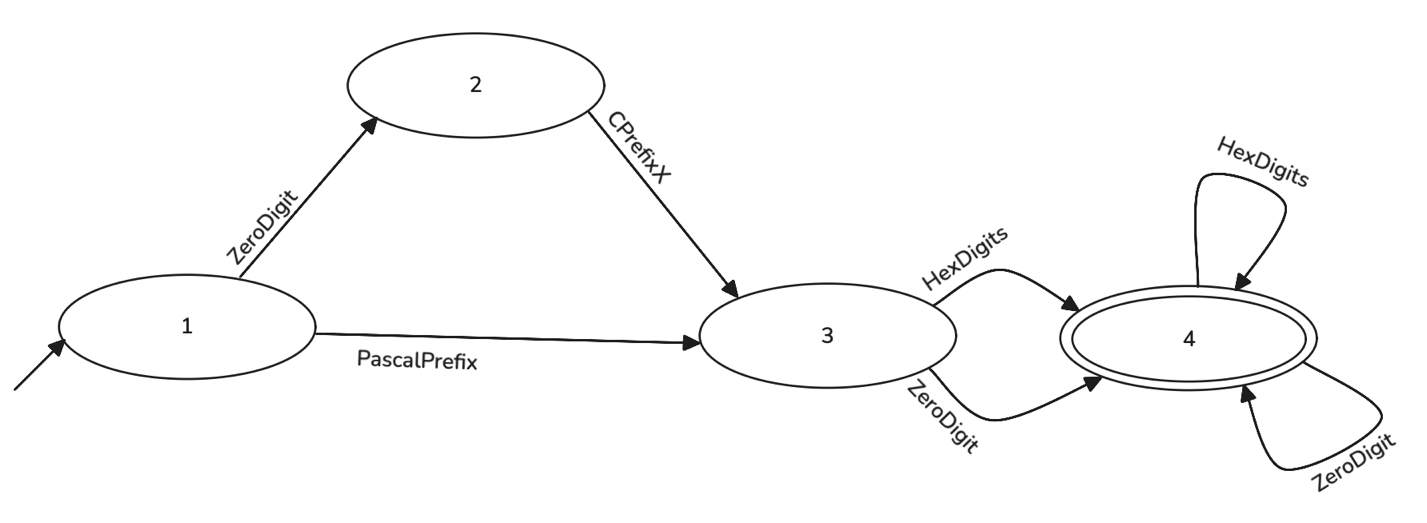 2
CPrefixX
HexDigits
ZeroDigit
HexDigits
1
3
4
PascalPrefix
ZeroDigit
ZeroDigit